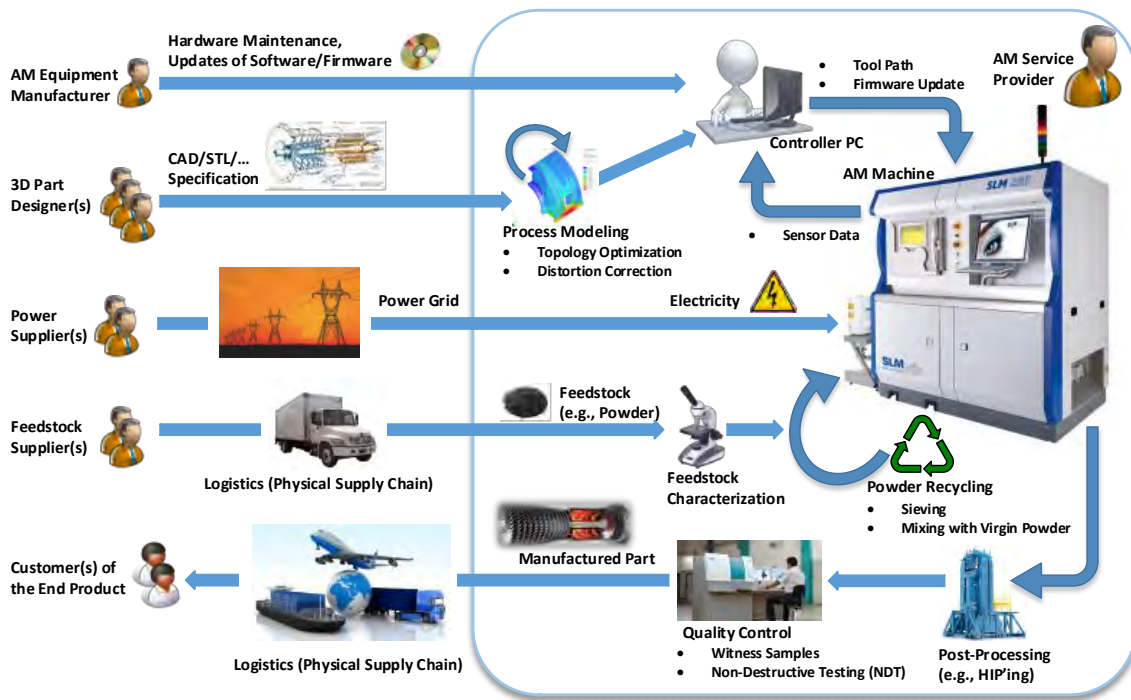 Hardware Maintenance,
Updates of Software/Firmware
AM Equipment
Manufacturer
• Tool Path
• Firmware Update
AM Service
Provider
Controller PC
CAD/STL/...
Specification
3D Part
Designer(s)
AM Machine
SLM
Process Modeling
• Topology Optimization
• Distortion Correction
• Sensor Data
Power
Supplier(s)
Power Grid
Electricity
SLM
Feedstock
Supplier(s)
Feedstock
(e.g., Powder)
Logistics (Physical Supply Chain)
Feedstock
Characterization
Powder Recycling
• Sieving
• Mixing with Virgin Powder
Manufactured Part
Customer(s) of
the End Product
Logistics (Physical Supply Chain)
Quality Control
• Witness Samples
• Non-Destructive Testing (NDT)
Post-Processing
(e.g., HIP'ing)